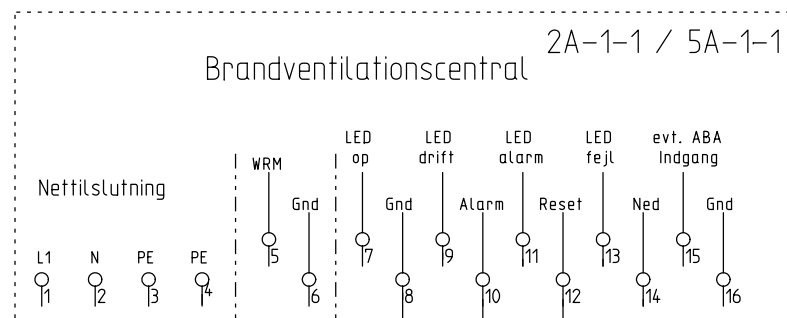 2A-1-1 / 5A-1-1
Brandventilationscentral
LED op
LED drift
LED alarm
LED fejl
evt. ABA Indgang
WRM
Nettilslutning
Gnd
Gnd
Alarm
Reset
Ned
Gnd
L1
N
PE
PE
5
7
9
11
13
15
1
2
3
4
6
8
10
12
14
16